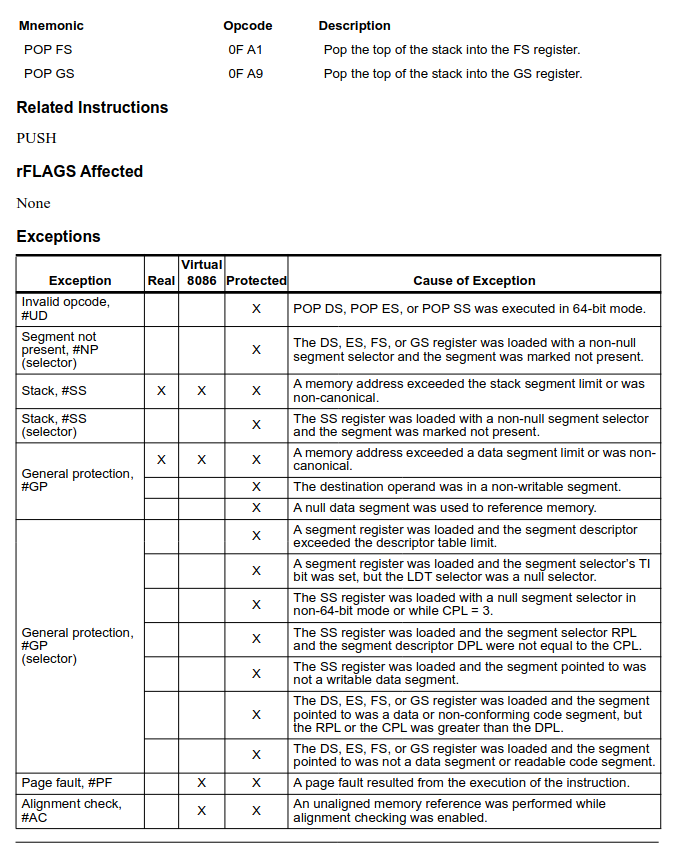 Mnemonic Opcode Description
POP FS 0F A1 Pop the top of the stack into the FS register.
POP GS 0F A9 Pop the top of the stack into the GS register.
Related Instructions
PUSH
rFLAGS Affected
None
Exceptions
Exception Real Virtual 8086 Protected Cause of Exception
Invalid opcode,
#UD
X POP DS, POP ES, or POP SS was executed in 64-bit mode.
Segment not
present, #NP
(selector)
X
The DS, ES, FS, or GS register was loaded with a non-null
segment selector and the segment was marked not present.
Stack, #SS X X X
A memory address exceeded the stack segment limit or was
non-canonical.
Stack, #SS
(selector)
X
The SS register was loaded with a non-null segment selector
and the segment was marked not present.
General protection,
#GP
X X X
A memory address exceeded a data segment limit or was non-
canonical.
X The destination operand was in a non-writable segment.
X A null data segment was used to reference memory.
General protection,
#GP
(selector)
X
A segment register was loaded and the segment descriptor
exceeded the descriptor table limit.
X
A segment register was loaded and the segment selector’s TI
bit was set, but the LDT selector was a null selector.
X
The SS register was loaded with a null segment selector in
non-64-bit mode or while CPL = 3.
X
The SS register was loaded and the segment selector RPL
and the segment descriptor DPL were not equal to the CPL.
X
The SS register was loaded and the segment pointed to was
not a writable data segment.
X
The DS, ES, FS, or GS register was loaded and the segment
pointed to was a data or non-conforming code segment, but
the RPL or the CPL was greater than the DPL.
X
The DS, ES, FS, or GS register was loaded and the segment
pointed to was not a data segment or readable code segment.
Page fault, #PF X X A page fault resulted from the execution of the instruction.
Alignment check,
#AC
X X
An unaligned memory reference was performed while
alignment checking was enabled.